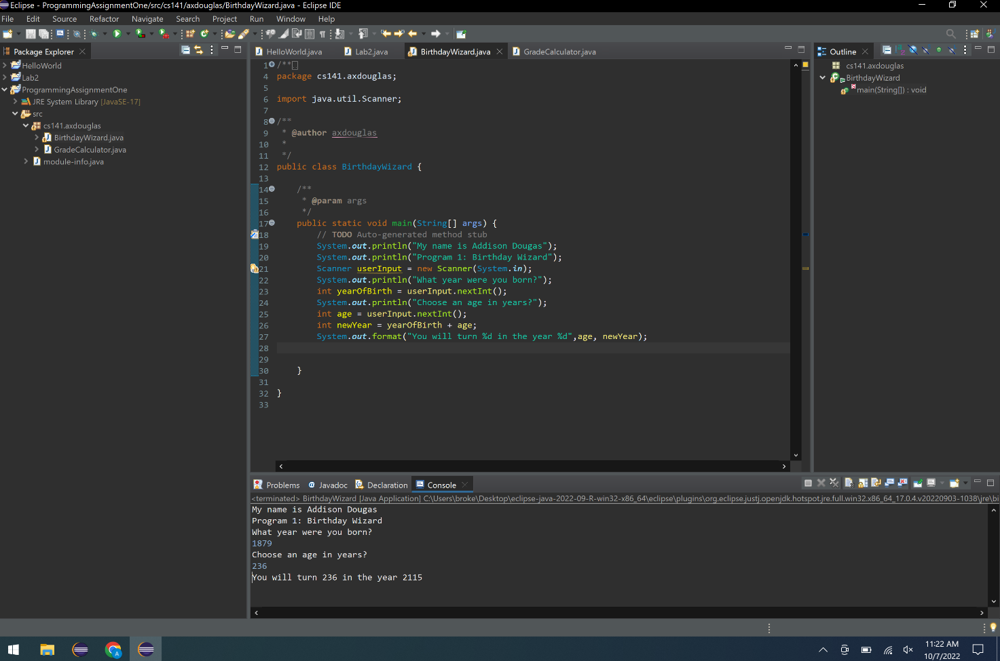 Eclipse - ProgrammingAssignmentOne/src/cs141/axdouglas/BirthdayWizard.java - Eclipse IDE
File Edit Source Refactor Navigate Search Project Run Window Help
Package Explorer
HelloWorld
Lab2
ProgrammingAssignmentOne
JRE System Library [JavaSE-17]
src
cs141.axdouglas
BirthdayWizard.java
GradeCalculator.java
module-info.java
HelloWorld.java Lab2.java BirthdayWizard.java GradeCalculator.java
1 /**
4 package cs141.axdouglas;
5
6 import java.util.Scanner;
7
8 /**
9 * @author axdouglas
10 *
11 */
12 public class BirthdayWizard {
13
14 /**
15 * @param args
16 */
17 public static void main(String[] args) {
18 // TODO Auto-generated method stub
19 System.out.println("My name is Addison Dougas");
20 System.out.println("Program 1: Birthday Wizard");
21 Scanner userInput = new Scanner(System.in);
22 System.out.println("What year were you born?");
23 int yearOfBirth = userInput.nextInt();
24 System.out.println("Choose an age in years?");
25 int age = userInput.nextInt();
26 int newYear = yearOfBirth + age;
27 System.out.format("You will turn %d in the year %d",age, newYear);
28
29
30 }
31
32 }
33
Outline
cs141.axdouglas
BirthdayWizard
main(String[]) : void
Problems Javadoc Declaration Console
<terminated> BirthdayWizard [Java Application] C:\Users\broke\Desktop\eclipse-java-2022-09-R-win32-x86_64\eclipse\plugins\org.eclipse.justj.openjdk.hotspot.jre.full.win32.x86_64_17.0.4.v20220903-1038\jre\bi
My name is Addison Dougas
Program 1: Birthday Wizard
What year were you born?
1879
Choose an age in years?
236
You will turn 236 in the year 2115
11:22 AM
10/7/2022